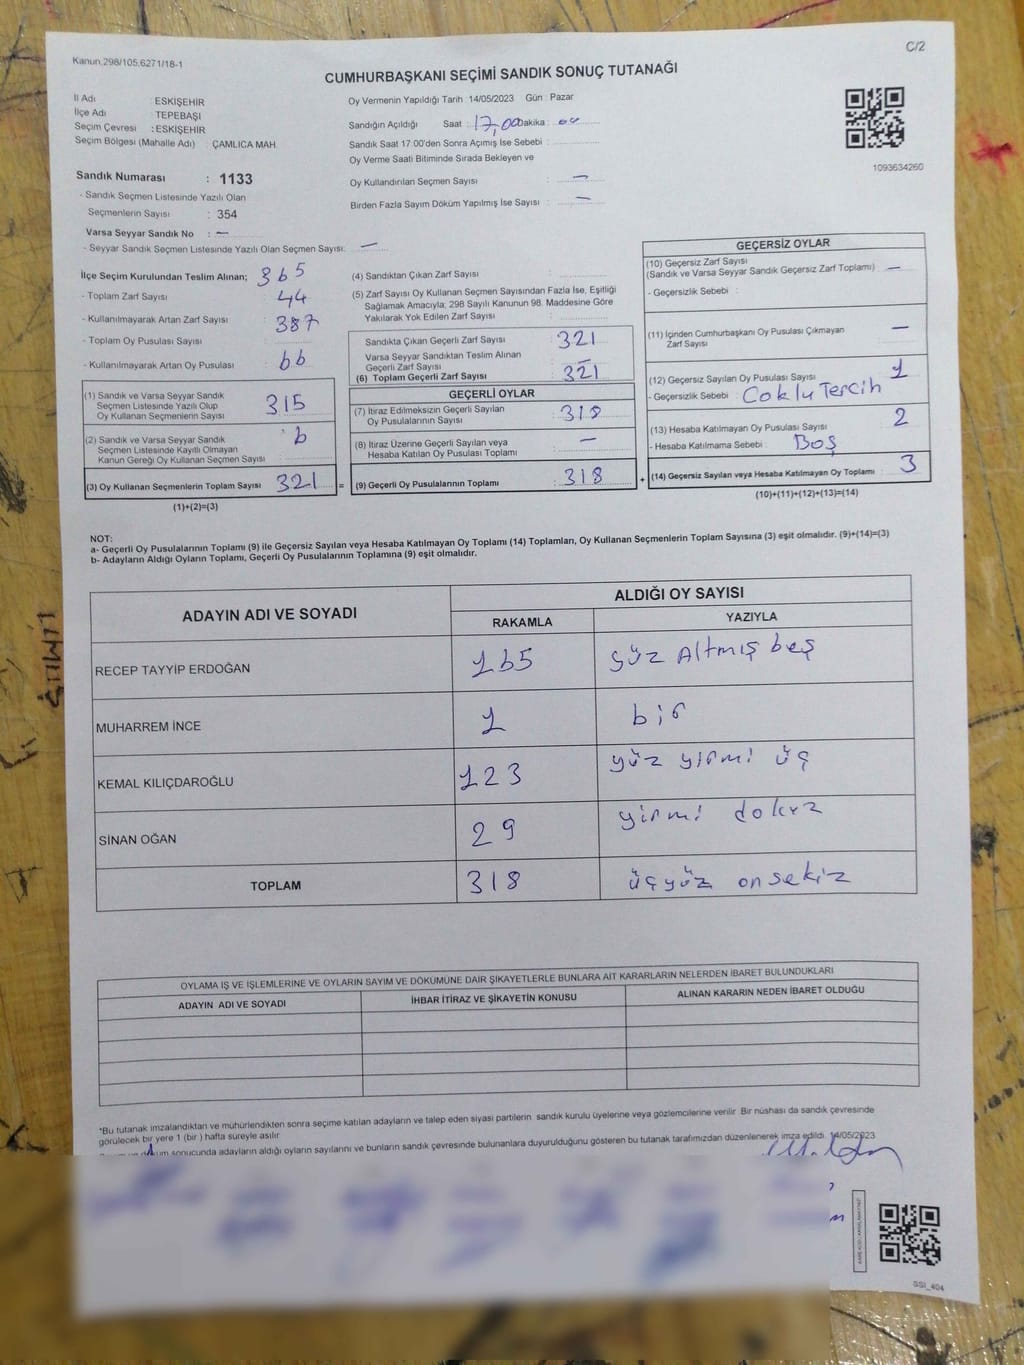 Kanun.298/105,6271/18-1
C/2
CUMHURBAŞKANI SEÇİMİ SANDIK SONUÇ TUTANAĞI
İl Adı ESKİŞEHİR
İlçe Adı TEPEBAŞI
Seçim Çevresi : ESKİŞEHİR
Seçim Bölgesi (Mahalle Adı) ÇAMLICA MAH.
Oy Vermenin Yapıldığı Tarih : 14/05/2023 Gün : Pazar
Sandığın Açıldığı Saat : 17,00 Dakika : 00
Sandık Saat 17.00'den Sonra Açımış İse Sebebi :
Oy Verme Saati Bitiminde Sırada Bekleyen ve
Oy Kullandırılan Seçmen Sayısı : —
Birden Fazla Sayım Döküm Yapılmış İse Sayısı : —
1093634260
Sandık Numarası : 1133
- Sandık Seçmen Listesinde Yazılı Olan
Seçmenlerin Sayısı : 354
Varsa Seyyar Sandık No : —
- Seyyar Sandık Seçmen Listesinde Yazılı Olan Seçmen Sayısı: —
İlçe Seçim Kurulundan Teslim Alınan;
- Toplam Zarf Sayısı 365
- Kullanılmayarak Artan Zarf Sayısı 44
- Toplam Oy Pusulası Sayısı 387
- Kullanılmayarak Artan Oy Pusulası 66
(1) Sandık ve Varsa Seyyar Sandık
Seçmen Listesinde Yazılı Olup
Oy Kullanan Seçmenlerin Sayısı 315
(2) Sandık ve Varsa Seyyar Sandık
Seçmen Listesinde Kayıtlı Olmayan
Kanun Gereği Oy Kullanan Seçmen Sayısı 6
(3) Oy Kullanan Seçmenlerin Toplam Sayısı 321 =
(1)+(2)=(3)
(4) Sandıktan Çıkan Zarf Sayısı :
(5) Zarf Sayısı Oy Kullanan Seçmen Sayısından Fazla İse, Eşitliği
Sağlamak Amacıyla; 298 Sayılı Kanunun 98. Maddesine Göre
Yakılarak Yok Edilen Zarf Sayısı :
Sandıkta Çıkan Geçerli Zarf Sayısı : 321
Varsa Seyyar Sandıktan Teslim Alınan
Geçerli Zarf Sayısı : —
(6) Toplam Geçerli Zarf Sayısı : 321
GEÇERLİ OYLAR
(7) İtiraz Edilmeksizin Geçerli Sayılan
Oy Pusulalarının Sayısı : 318
(8) İtiraz Üzerine Geçerli Sayılan veya
Hesaba Katılan Oy Pusulası Toplamı : —
(9) Geçerli Oy Pusulalarının Toplamı : 318 +
GEÇERSİZ OYLAR
(10) Geçersiz Zarf Sayısı
(Sandık ve Varsa Seyyar Sandık Geçersiz Zarf Toplamı) —
- Geçersizlik Sebebi :
(11) İçinden Cumhurbaşkanı Oy Pusulası Çıkmayan
Zarf Sayısı —
(12) Geçersiz Sayılan Oy Pusulası Sayısı 1
- Geçersizlik Sebebi : Coklu Tercih
(13) Hesaba Katılmayan Oy Pusulası Sayısı 2
- Hesaba Katılmama Sebebi : Boş
(14) Geçersiz Sayılan veya Hesaba Katılmayan Oy Toplamı : 3
(10)+(11)+(12)+(13)=(14)
NOT:
a- Geçerli Oy Pusulalarının Toplamı (9) ile Geçersiz Sayılan veya Hesaba Katılmayan Oy Toplamı (14) Toplamları, Oy Kullanan Seçmenlerin Toplam Sayısına (3) eşit olmalıdır. (9)+(14)=(3)
b- Adayların Aldığı Oyların Toplamı, Geçerli Oy Pusulalarının Toplamına (9) eşit olmalıdır.
ADAYIN ADI VE SOYADI
ALDIĞI OY SAYISI
RAKAMLA YAZIYLA
RECEP TAYYİP ERDOĞAN 165 yüz Altmış beş
MUHARREM İNCE 1 bir
KEMAL KILIÇDAROĞLU 123 yüz yirmi üç
SİNAN OĞAN 29 yirmi dokuz
TOPLAM 318 üçyüz onsekiz
OYLAMA İŞ VE İŞLEMLERİNE VE OYLARIN SAYIM VE DÖKÜMÜNE DAİR ŞİKAYETLERLE BUNLARA AİT KARARLARIN NELERDEN İBARET BULUNDUKLARI
ADAYIN ADI VE SOYADI İHBAR İTİRAZ VE ŞİKAYETİN KONUSU ALINAN KARARIN NEDEN İBARET OLDUĞU
*Bu tutanak imzalandıktan ve mühürlendikten sonra seçime katılan adayların ve talep eden siyasi partilerin sandık kurulu üyelerine veya gözlemcilerine verilir. Bir nüshası da sandık çevresinde
görülecek bir yere 1 (bir) hafta süreyle asılır.
sonucunda adayların aldığı oyların sayılarını ve bunların sandık çevresinde bulunanlara duyurulduğunu gösteren bu tutanak tarafımızdan düzenlenerek imza edildi. 14/05/2023
SSI_404